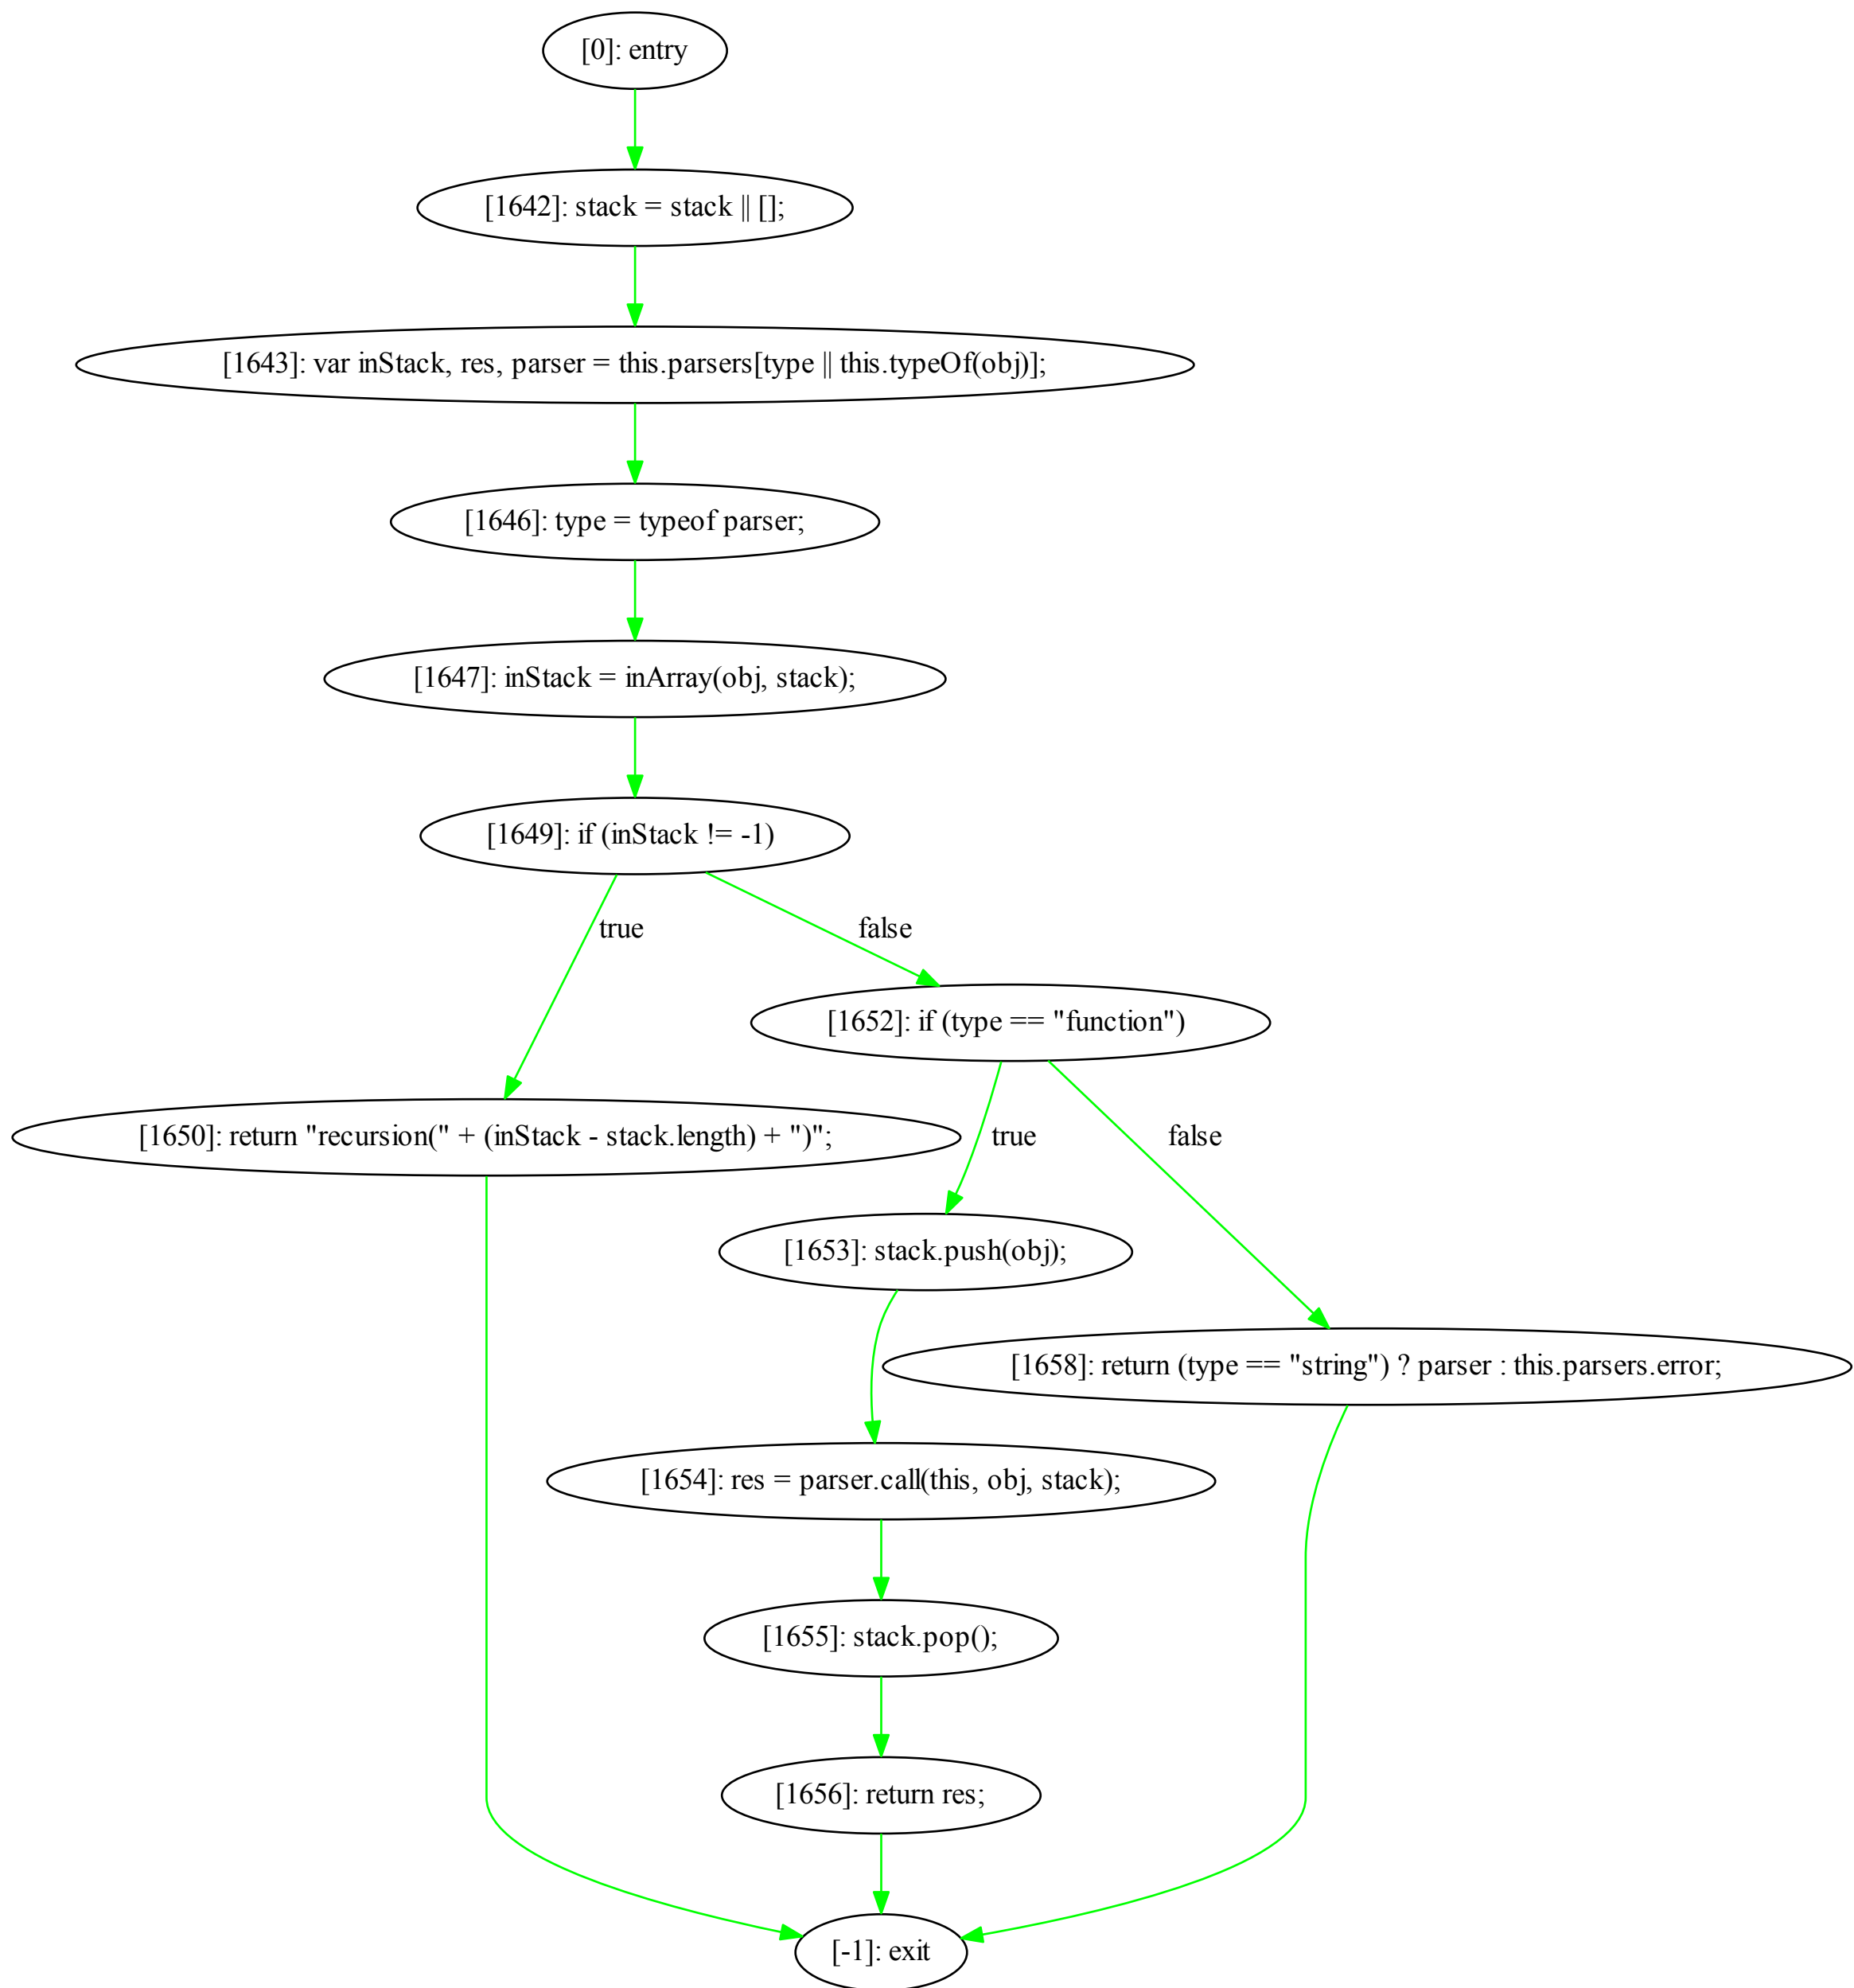 [0]: entry
[1642]: stack = stack || [];
[1643]: var inStack, res, parser = this.parsers[type || this.typeOf(obj)];
[1646]: type = typeof parser;
[1647]: inStack = inArray(obj, stack);
[1649]: if (inStack != -1)
true
false
[1652]: if (type == "function")
[1650]: return "recursion(" + (inStack - stack.length) + ")";
true
false
[1653]: stack.push(obj);
[1658]: return (type == "string") ? parser : this.parsers.error;
[1654]: res = parser.call(this, obj, stack);
[1655]: stack.pop();
[1656]: return res;
[-1]: exit